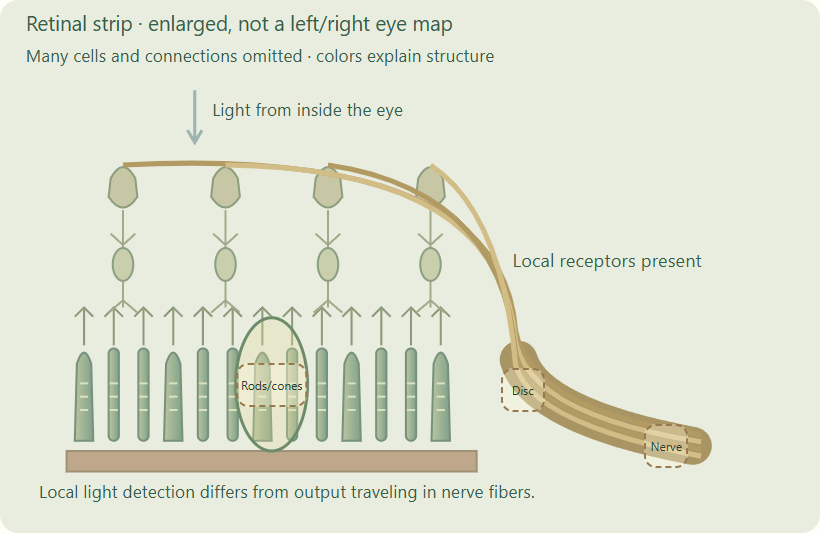 Retinal strip · enlarged, not a left/right eye map
Many cells and connections omitted · colors explain structure
Light from inside the eye
Local receptors present
Rods/cones
Disc
Nerve
Local light detection differs from output traveling in nerve fibers.